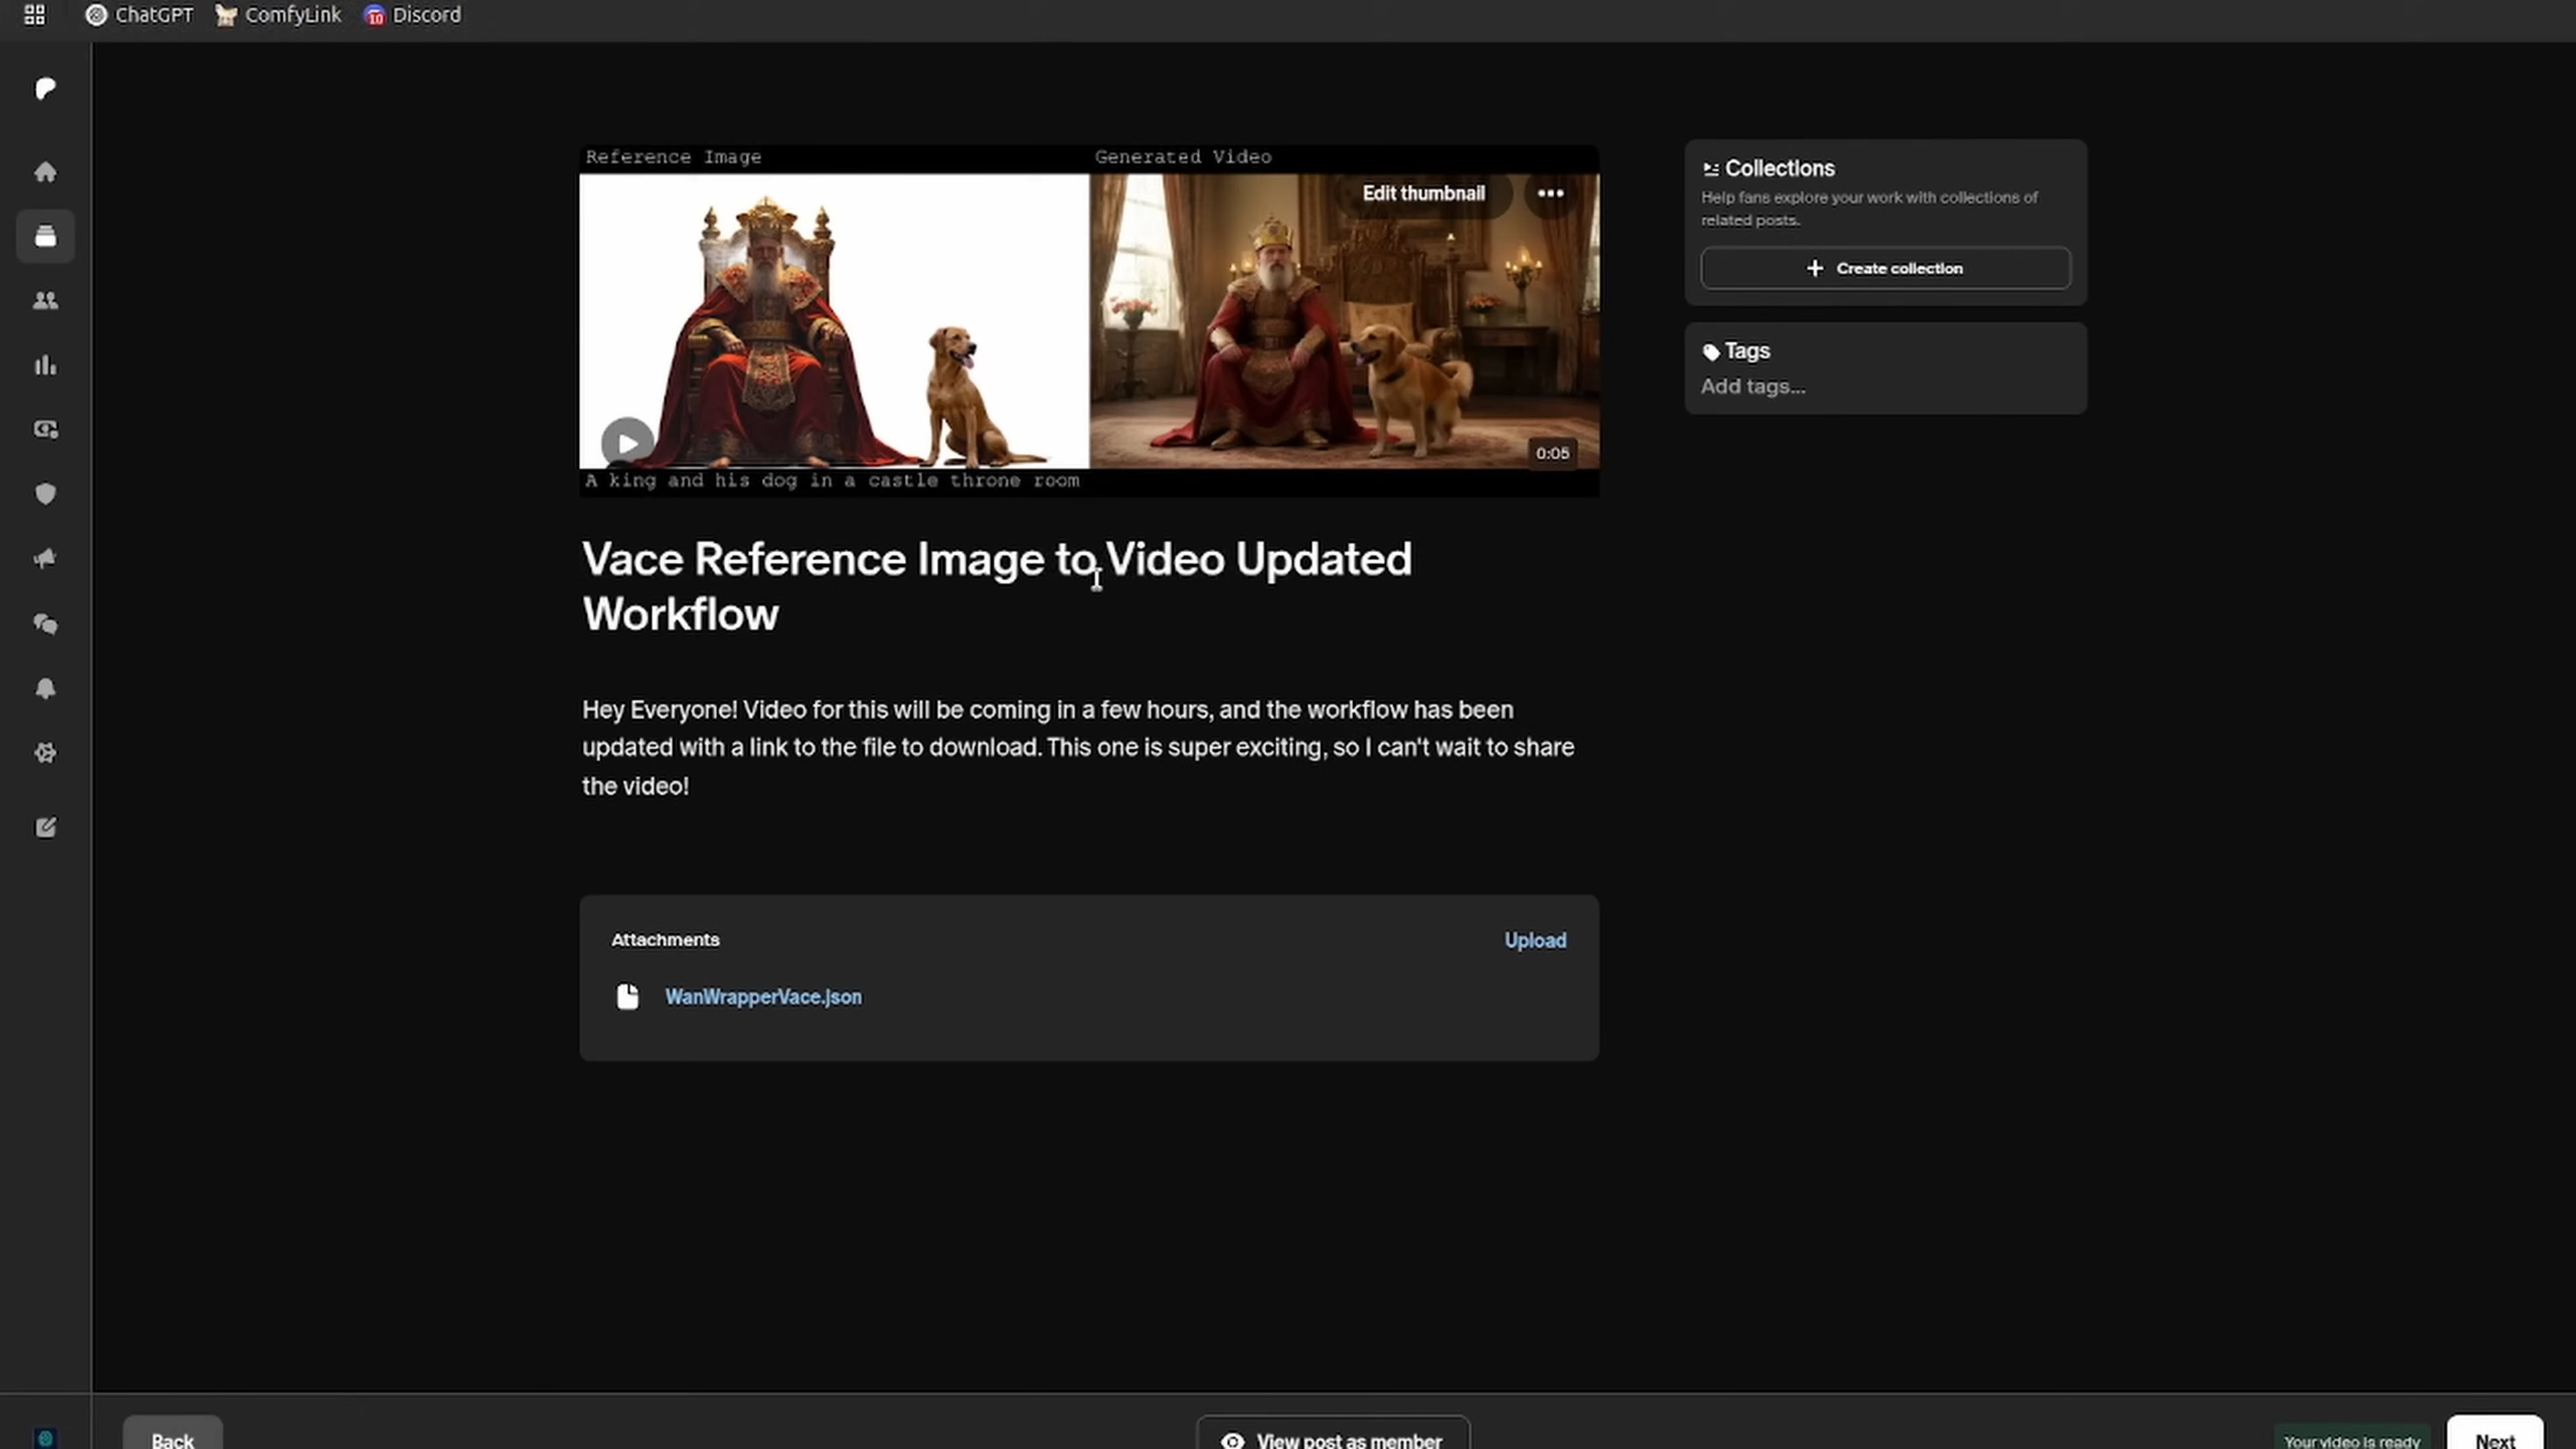 ChatGPT
ComfyLink
10
Discord
Reference Image
Generated Video
Edit thumbnail
0:05
A king and his dog in a castle throne room
Vace Reference Image to Video Updated
Workflow
Hey Everyone! Video for this will be coming in a few hours, and the workflow has been
updated with a link to the file to download. This one is super exciting, so I can't wait to share
the video!
Attachments
Upload
WanWrapperVace.json
Collections
Help fans explore your work with collections of
related posts.
Create collection
Tags
Add tags...
Back
View post as member
Your video is ready
Next